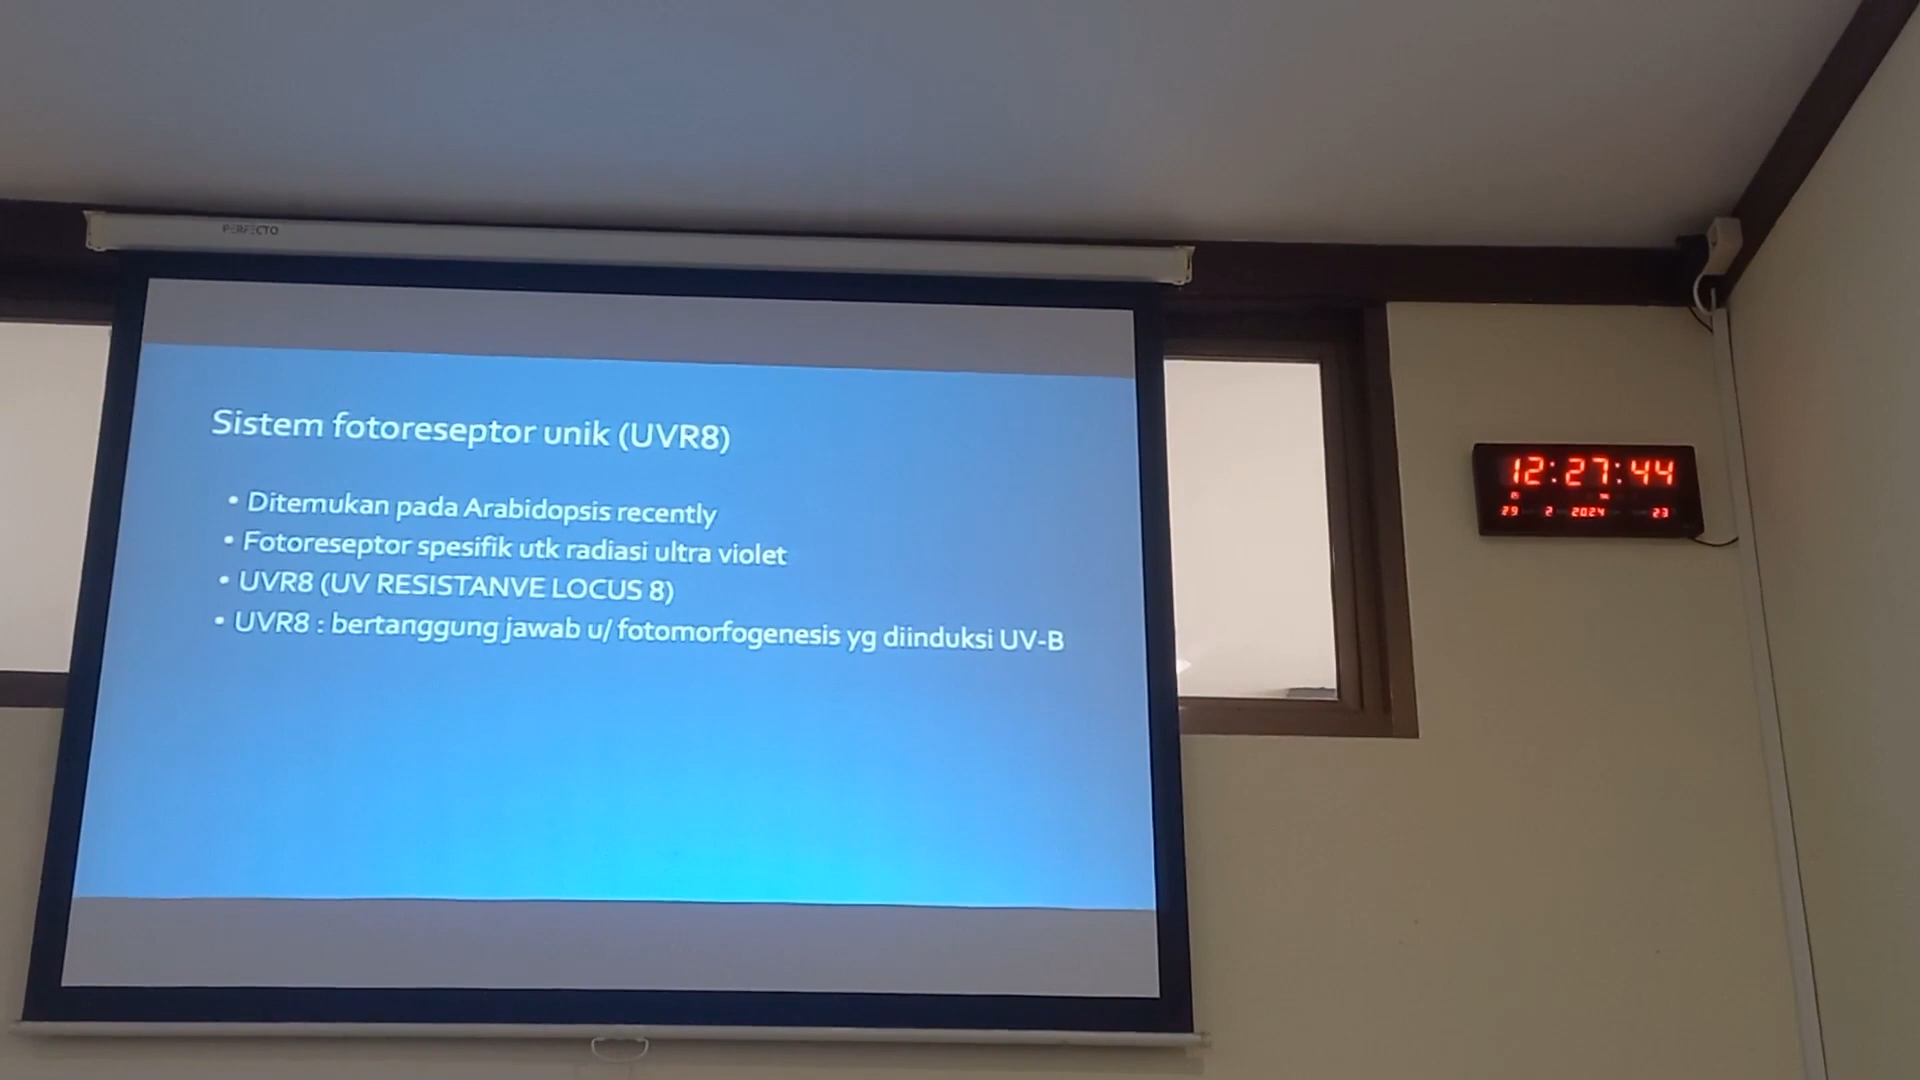 PERFECTO
Sistem fotoreseptor unik (UVR8)
• Ditemukan pada Arabidopsis recently
• Fotoreseptor spesifik utk radiasi ultra violet
• UVR8 (UV RESISTANVE LOCUS 8)
• UVR8 : bertanggung jawab u/ fotomorfogenesis yg diinduksi UV-B
12:27:44
29 2 2024 23